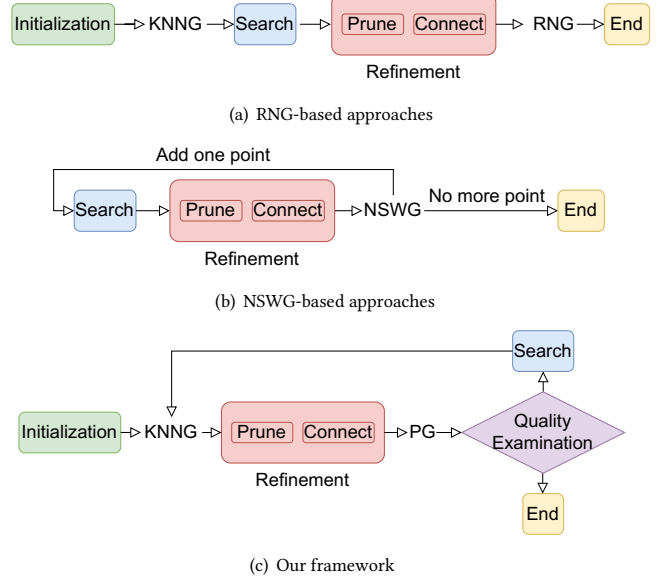 Initialization KNNG Search Prune Connect RNG End
Refinement
(a) RNG-based approaches
Add one point
Search Prune Connect NSWG No more point End
Refinement
(b) NSWG-based approaches
Search
Initialization KNNG Prune Connect PG Quality
Examination
Refinement
End
(c) Our framework